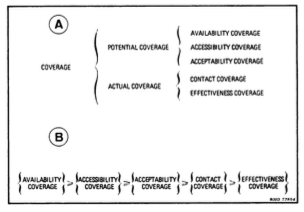 A
AVAILABILITY COVERAGE
POTENTIAL COVERAGE
ACCESSIBILITY COVERAGE
ACCEPTABILITY COVERAGE
COVERAGE
CONTACT COVERAGE
ACTUAL COVERAGE
EFFECTIVENESS COVERAGE
B
AVAILABILITY COVERAGE ≥ ACCESSIBILITY COVERAGE ≥ ACCEPTABILITY COVERAGE ≥ CONTACT COVERAGE ≥ EFFECTIVENESS COVERAGE